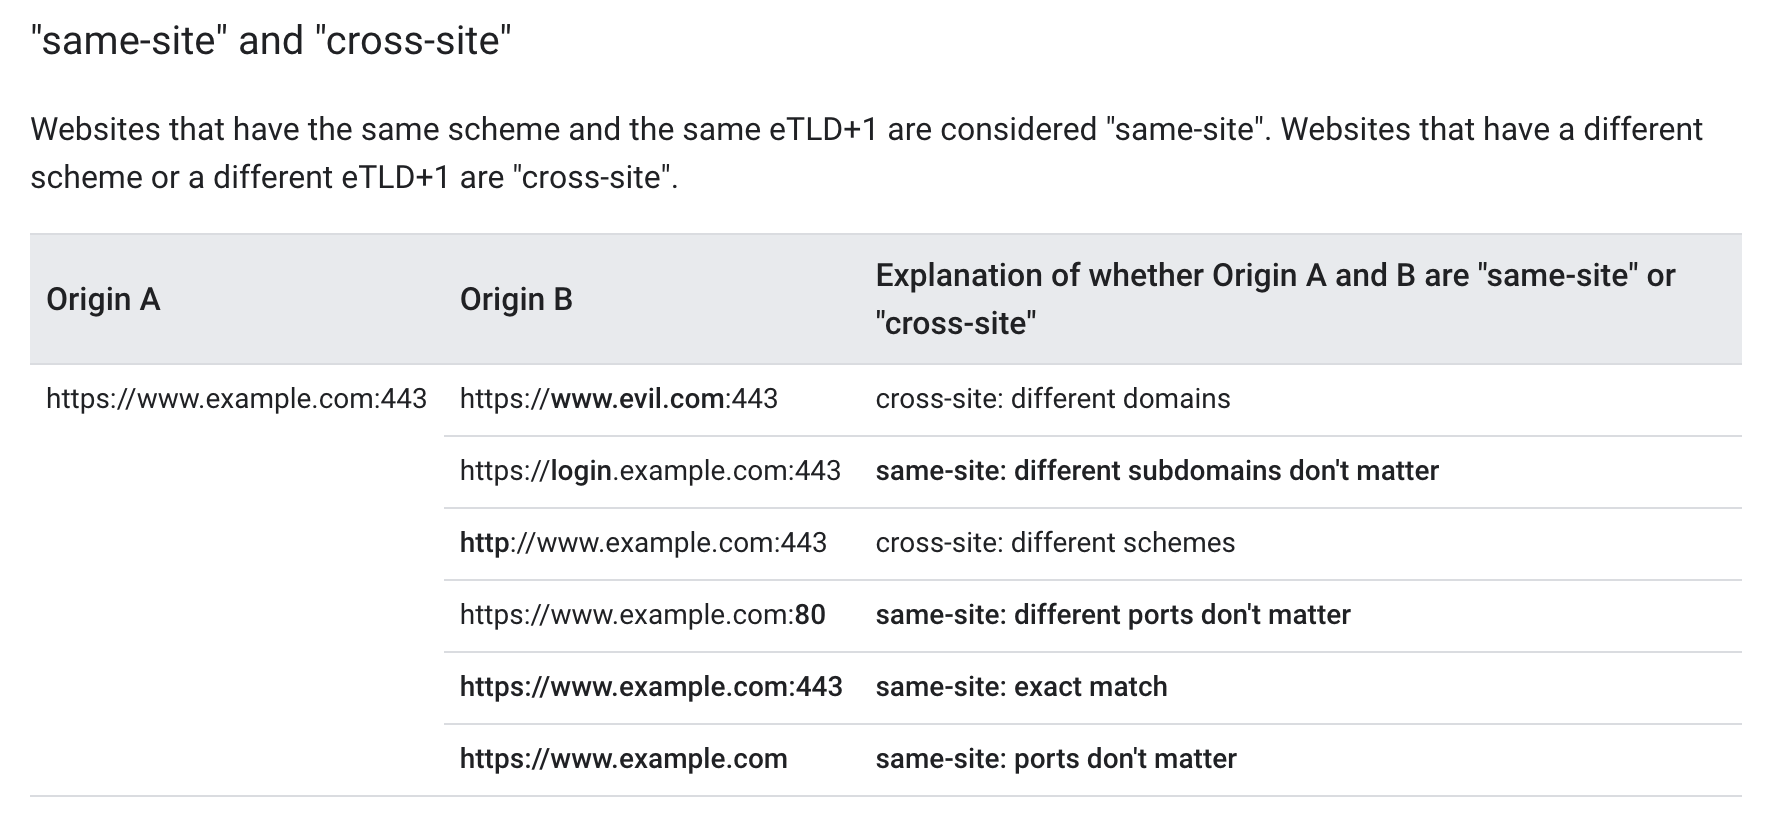 "same-site" and "cross-site"
Websites that have the same scheme and the same eTLD+1 are considered "same-site". Websites that have a different
scheme or a different eTLD+1 are "cross-site".
Origin A
Origin B
Explanation of whether Origin A and B are "same-site" or
"cross-site"
https://www.example.com:443
https://www.evil.com:443
cross-site: different domains
https://login.example.com:443
same-site: different subdomains don't matter
http://www.example.com:443
cross-site: different schemes
https://www.example.com:80
same-site: different ports don't matter
https://www.example.com:443
same-site: exact match
https://www.example.com
same-site: ports don't matter